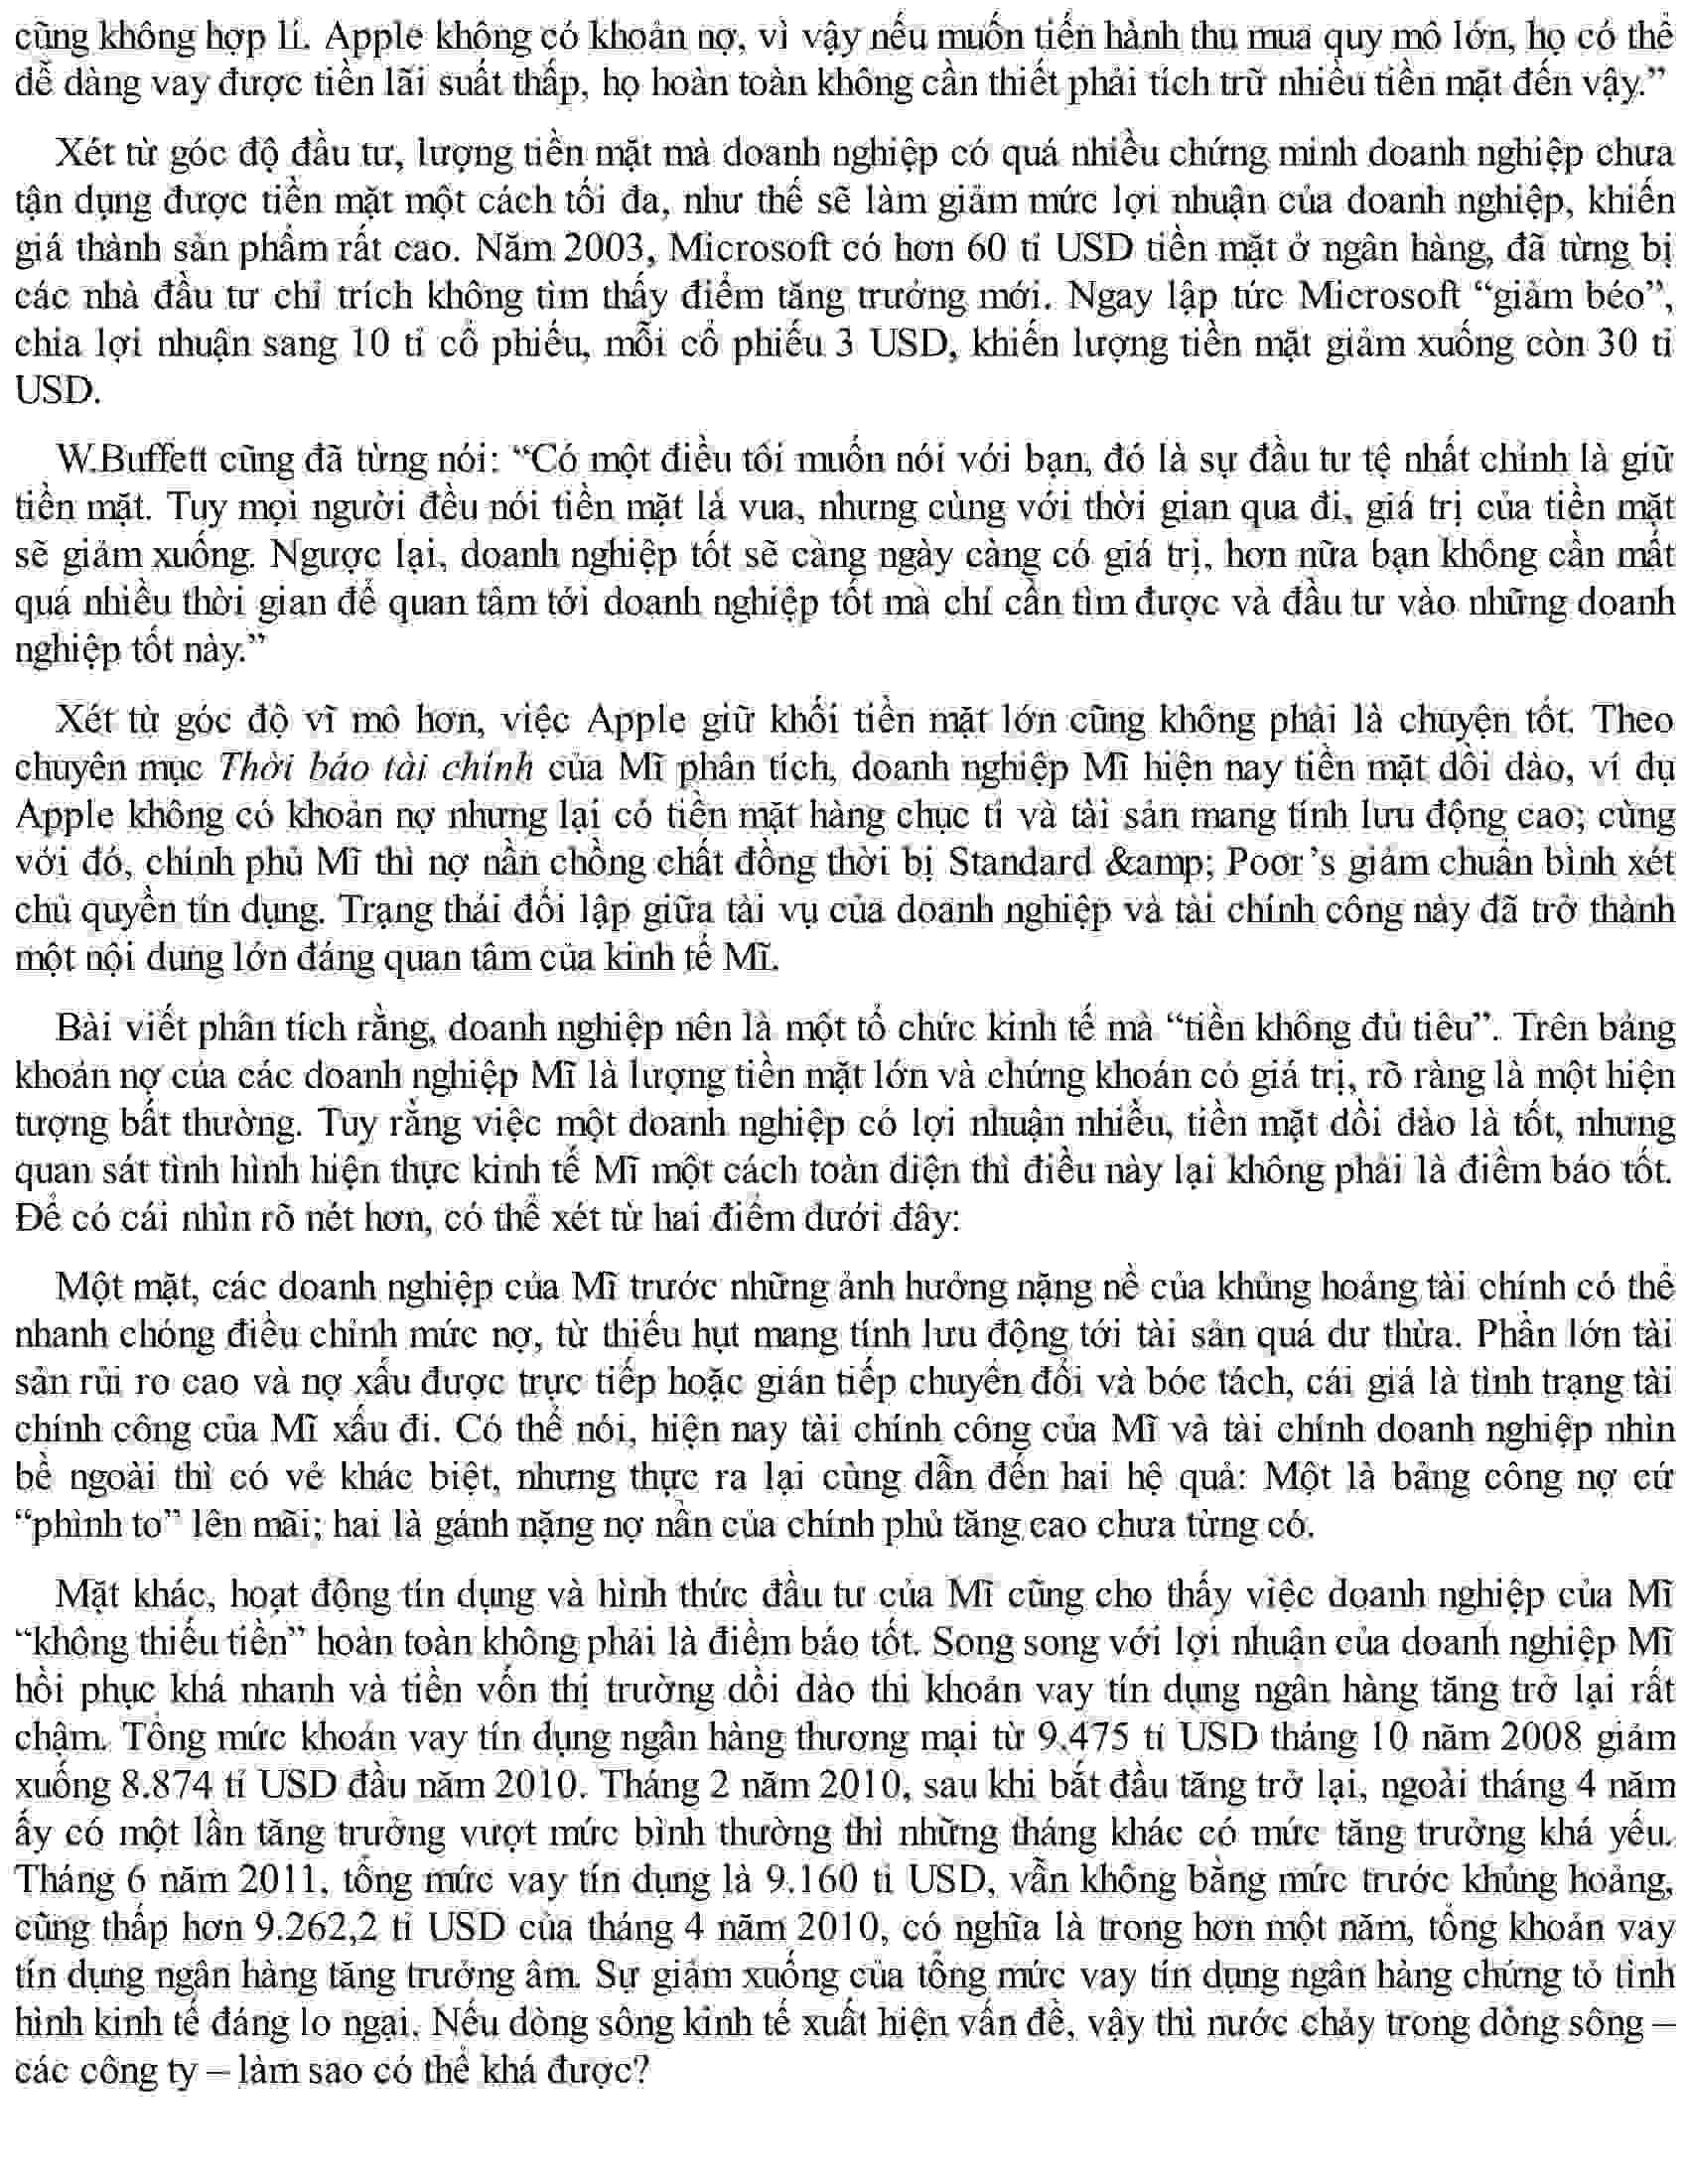 cũng không hợp lí. Apple không có khoản nợ, vì vậy nếu muốn tiến hành thu mua quy mô lớn, họ có thể
dễ dàng vay được tiền lãi suất thấp, họ hoàn toàn không cần thiết phải tích trữ nhiều tiền mặt đến vậy.”
Xét từ góc độ đầu tư, lượng tiền mặt mà doanh nghiệp có quá nhiều chứng minh doanh nghiệp chưa
tận dụng được tiền mặt một cách tối đa, như thế sẽ làm giảm mức lợi nhuận của doanh nghiệp, khiến
giá thành sản phẩm rất cao. Năm 2003, Microsoft có hơn 60 tỉ USD tiền mặt ở ngân hàng, đã từng bị
các nhà đầu tư chỉ trích không tìm thấy điểm tăng trưởng mới. Ngay lập tức Microsoft “giảm béo”,
chia lợi nhuận sang 10 tỉ cổ phiếu, mỗi cổ phiếu 3 USD, khiến lượng tiền mặt giảm xuống còn 30 tỉ
USD.
W.Buffett cũng đã từng nói: “Có một điều tôi muốn nói với bạn, đó là sự đầu tư tệ nhất chính là giữ
tiền mặt. Tuy mọi người đều nói tiền mặt là vua, nhưng cùng với thời gian qua đi, giá trị của tiền mặt
sẽ giảm xuống. Ngược lại, doanh nghiệp tốt sẽ càng ngày càng có giá trị, hơn nữa bạn không cần mất
quá nhiều thời gian để quan tâm tới doanh nghiệp tốt mà chỉ cần tìm được và đầu tư vào những doanh
nghiệp tốt này.”
Xét từ góc độ vĩ mô hơn, việc Apple giữ khối tiền mặt lớn cũng không phải là chuyện tốt. Theo
chuyên mục Thời báo tài chính của Mĩ phân tích, doanh nghiệp Mĩ hiện nay tiền mặt dồi dào, ví dụ
Apple không có khoản nợ nhưng lại có tiền mặt hàng chục tỉ và tài sản mang tính lưu động cao; cùng
với đó, chính phủ Mĩ thì nợ nần chồng chất đồng thời bị Standard &amp; Poor’s giảm chuẩn bình xét
chủ quyền tín dụng. Trạng thái đối lập giữa tài vụ của doanh nghiệp và tài chính công này đã trở thành
một nội dung lớn đáng quan tâm của kinh tế Mĩ.
Bài viết phân tích rằng, doanh nghiệp nên là một tổ chức kinh tế mà “tiền không đủ tiêu”. Trên bảng
khoản nợ của các doanh nghiệp Mĩ là lượng tiền mặt lớn và chứng khoán có giá trị, rõ ràng là một hiện
tượng bất thường. Tuy rằng việc một doanh nghiệp có lợi nhuận nhiều, tiền mặt dồi dào là tốt, nhưng
quan sát tình hình hiện thực kinh tế Mĩ một cách toàn diện thì điều này lại không phải là điềm báo tốt.
Để có cái nhìn rõ nét hơn, có thể xét từ hai điểm dưới đây:
Một mặt, các doanh nghiệp của Mĩ trước những ảnh hưởng nặng nề của khủng hoảng tài chính có thể
nhanh chóng điều chỉnh mức nợ, từ thiếu hụt mang tính lưu động tới tài sản quá dư thừa. Phần lớn tài
sản rủi ro cao và nợ xấu được trực tiếp hoặc gián tiếp chuyển đổi và bóc tách, cái giá là tình trạng tài
chính công của Mĩ xấu đi. Có thể nói, hiện nay tài chính công của Mĩ và tài chính doanh nghiệp nhìn
bề ngoài thì có vẻ khác biệt, nhưng thực ra lại cùng dẫn đến hai hệ quả: Một là bảng công nợ cứ
“phình to” lên mãi; hai là gánh nặng nợ nần của chính phủ tăng cao chưa từng có.
Mặt khác, hoạt động tín dụng và hình thức đầu tư của Mĩ cũng cho thấy việc doanh nghiệp của Mĩ
“không thiếu tiền” hoàn toàn không phải là điềm báo tốt. Song song với lợi nhuận của doanh nghiệp Mĩ
hồi phục khá nhanh và tiền vốn thị trường dồi dào thì khoản vay tín dụng ngân hàng tăng trở lại rất
chậm. Tổng mức khoản vay tín dụng ngân hàng thương mại từ 9.475 tỉ USD tháng 10 năm 2008 giảm
xuống 8.874 tỉ USD đầu năm 2010. Tháng 2 năm 2010, sau khi bắt đầu tăng trở lại, ngoài tháng 4 năm
ấy có một lần tăng trưởng vượt mức bình thường thì những tháng khác có mức tăng trưởng khá yếu.
Tháng 6 năm 2011, tổng mức vay tín dụng là 9.160 tỉ USD, vẫn không bằng mức trước khủng hoảng,
cũng thấp hơn 9.262,2 tỉ USD của tháng 4 năm 2010, có nghĩa là trong hơn một năm, tổng khoản vay
tín dụng ngân hàng tăng trưởng âm. Sự giảm xuống của tổng mức vay tín dụng ngân hàng chứng tỏ tình
hình kinh tế đáng lo ngại. Nếu dòng sông kinh tế xuất hiện vấn đề, vậy thì nước chảy trong dòng sông –
các công ty – làm sao có thể khá được?